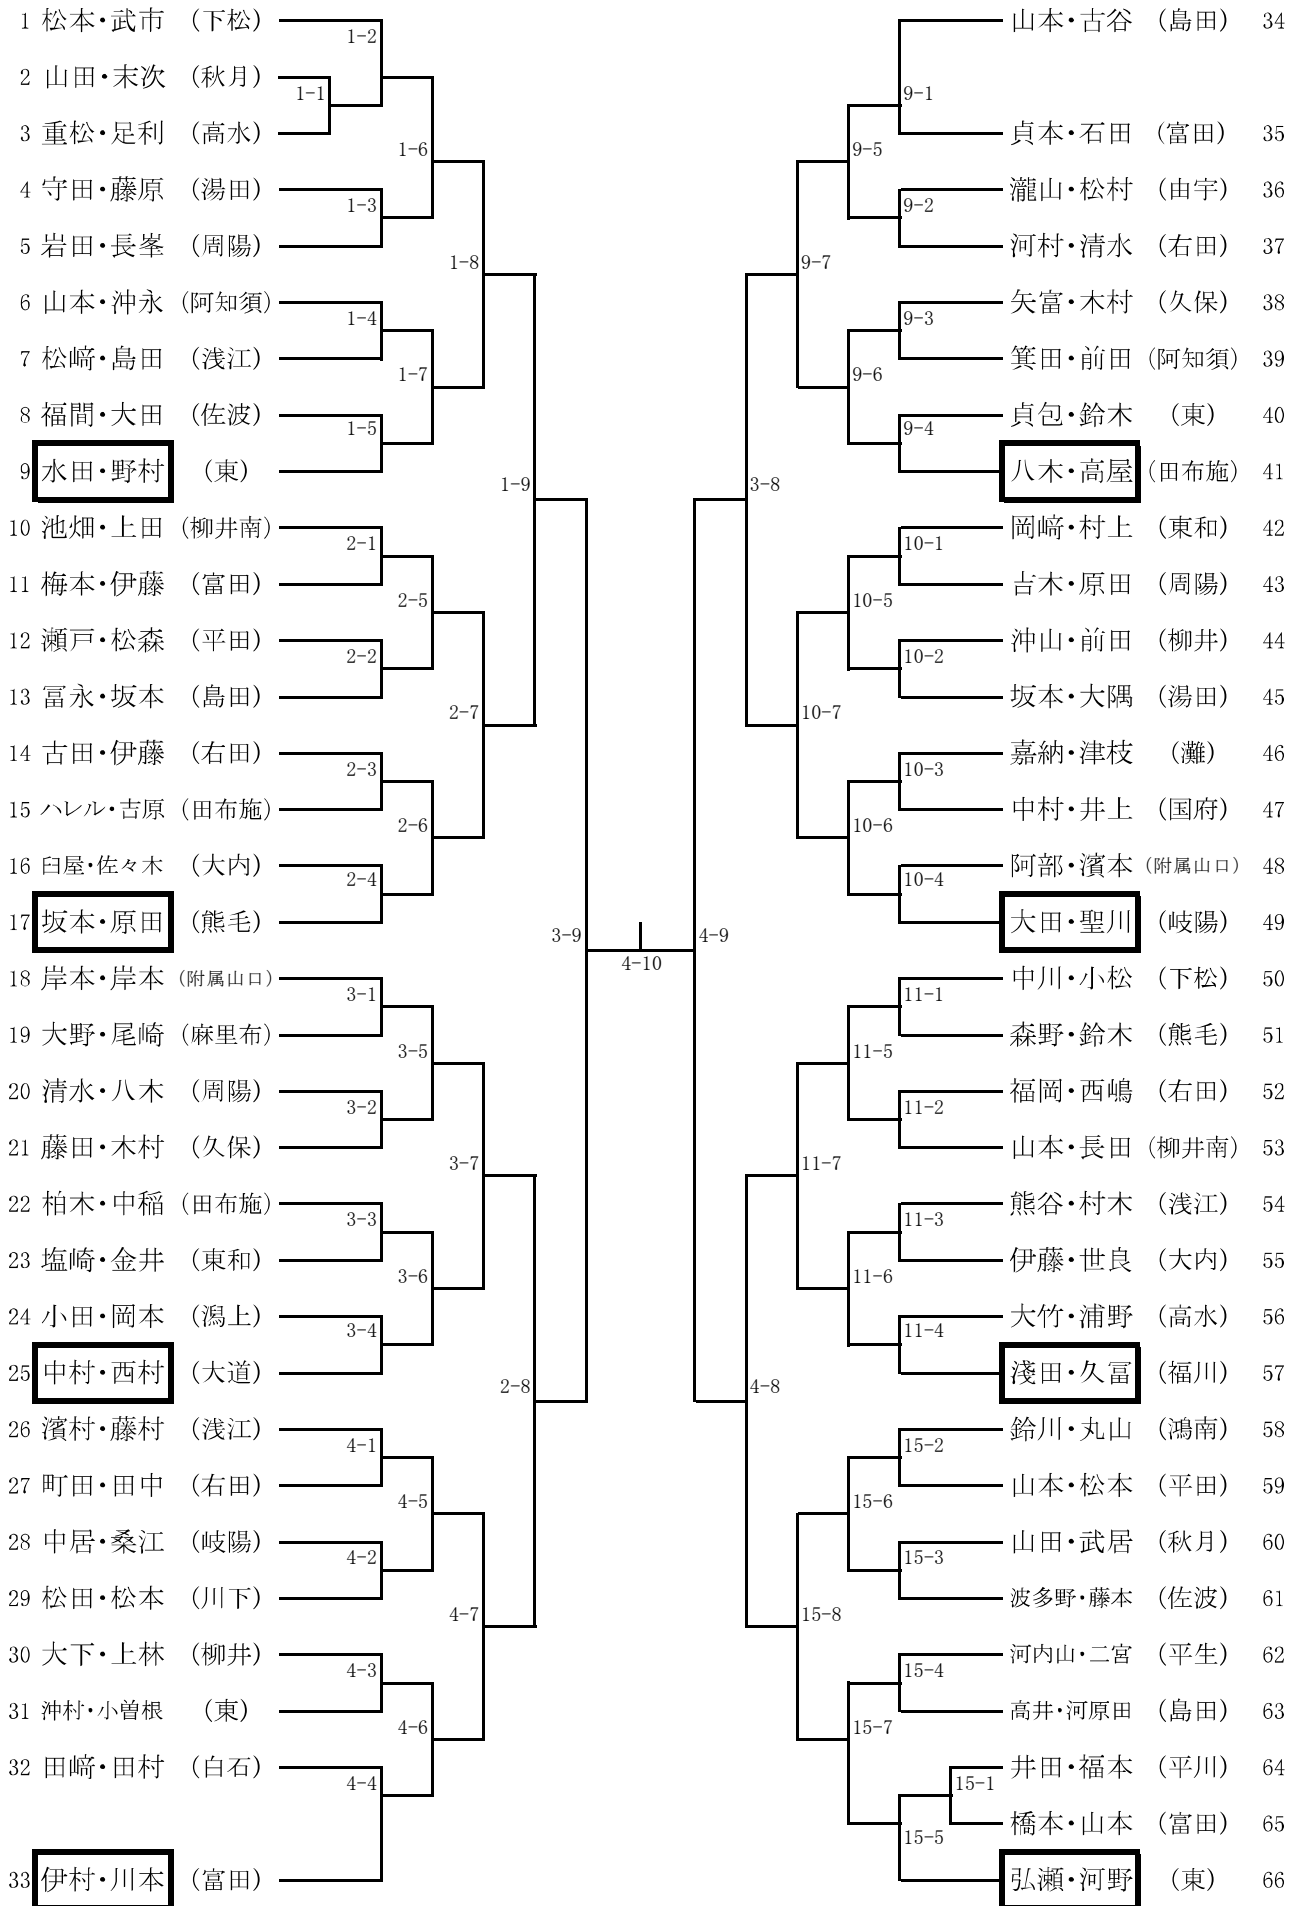 1 松本・武市 (下松)
1-2
2 山田・末次 (秋月)
1-1
3 重松・足利 (高水)
1-6
4 守田・藤原 (湯田)
1-3
5 岩田・長峯 (周陽)
1-8
6 山本・沖永 (阿知須)
1-4
7 松﨑・島田 (浅江)
1-7
8 福間・大田 (佐波)
1-5
9 水田・野村 (東)
1-9
10 池畑・上田 (柳井南)
2-1
11 梅本・伊藤 (富田)
2-5
12 瀬戸・松森 (平田)
2-2
13 冨永・坂本 (島田)
2-7
14 古田・伊藤 (右田)
2-3
15 ハレル・吉原 (田布施)
2-6
16 臼屋・佐々木 (大内)
2-4
17 坂本・原田 (熊毛)
3-9
18 岸本・岸本 (附属山口)
3-1
19 大野・尾崎 (麻里布)
3-5
20 清水・八木 (周陽)
3-2
21 藤田・木村 (久保)
3-7
22 柏木・中稲 (田布施)
3-3
23 塩崎・金井 (東和)
3-6
24 小田・岡本 (潟上)
3-4
25 中村・西村 (大道)
2-8
26 濱村・藤村 (浅江)
4-1
27 町田・田中 (右田)
4-5
28 中居・桑江 (岐陽)
4-2
29 松田・松本 (川下)
4-7
30 大下・上林 (柳井)
4-3
31 沖村・小曽根 (東)
4-6
32 田﨑・田村 (白石)
4-4
33 伊村・川本 (富田)
4-10
山本・古谷 (島田) 34
9-1
貞本・石田 (富田) 35
9-5
瀧山・松村 (由宇) 36
9-2
河村・清水 (右田) 37
9-7
矢富・木村 (久保) 38
9-3
箕田・前田 (阿知須) 39
9-6
貞包・鈴木 (東) 40
9-4
八木・高屋 (田布施) 41
3-8
岡﨑・村上 (東和) 42
10-1
吉木・原田 (周陽) 43
10-5
沖山・前田 (柳井) 44
10-2
坂本・大隅 (湯田) 45
10-7
嘉納・津枝 (灘) 46
10-3
中村・井上 (国府) 47
10-6
阿部・濱本 (附属山口) 48
10-4
大田・聖川 (岐陽) 49
4-9
中川・小松 (下松) 50
11-1
森野・鈴木 (熊毛) 51
11-5
福岡・西嶋 (右田) 52
11-2
山本・長田 (柳井南) 53
11-7
熊谷・村木 (浅江) 54
11-3
伊藤・世良 (大内) 55
11-6
大竹・浦野 (高水) 56
11-4
淺田・久冨 (福川) 57
4-8
鈴川・丸山 (鴻南) 58
15-2
山本・松本 (平田) 59
15-6
山田・武居 (秋月) 60
15-3
波多野・藤本 (佐波) 61
15-8
河内山・二宮 (平生) 62
15-4
高井・河原田 (島田) 63
15-7
井田・福本 (平川) 64
15-1
橋本・山本 (富田) 65
15-5
弘瀬・河野 (東) 66